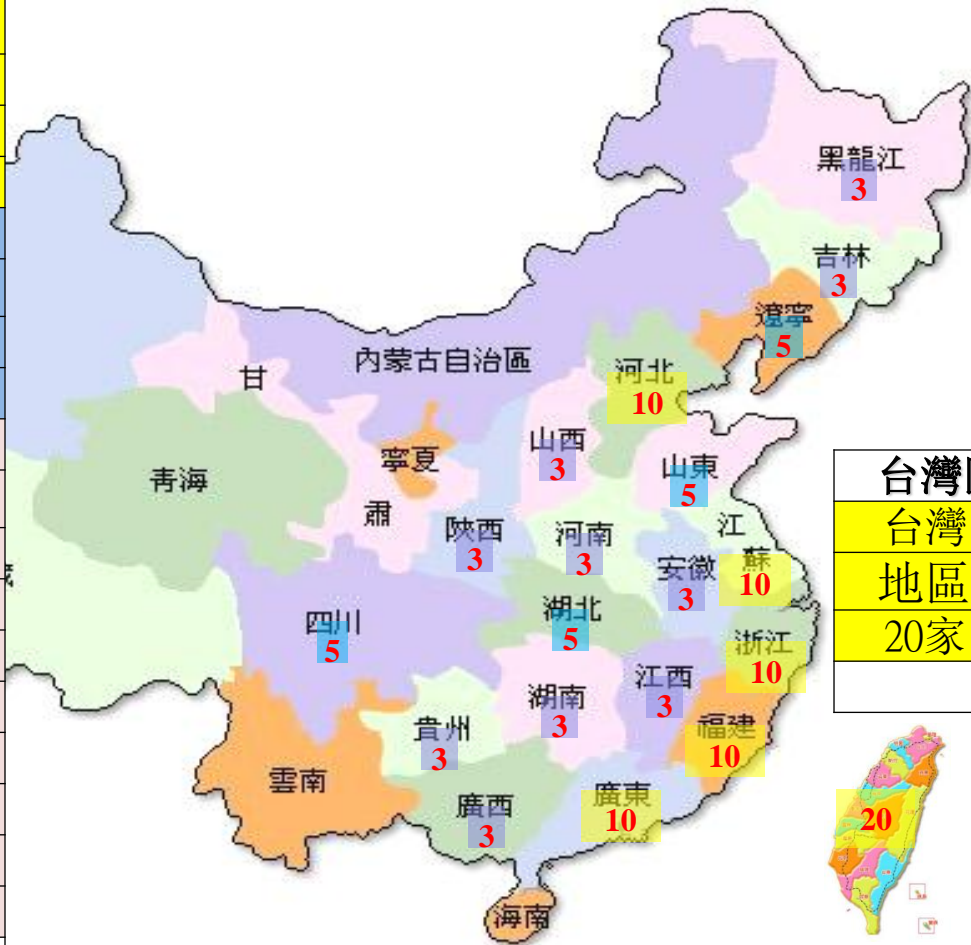 黑龍江
3
吉林
3
遼寧
5
內蒙古自治區
河北
10
甘
肅
寧夏
山西
3
山東
5
青海
陝西
3
河南
3
江
蘇
10
安徽
3
四川
5
湖北
5
浙江
10
江西
3
湖南
3
貴州
3
福建
10
雲南
廣西
3
廣東
10
海南
台灣
台灣
地區
20家
20